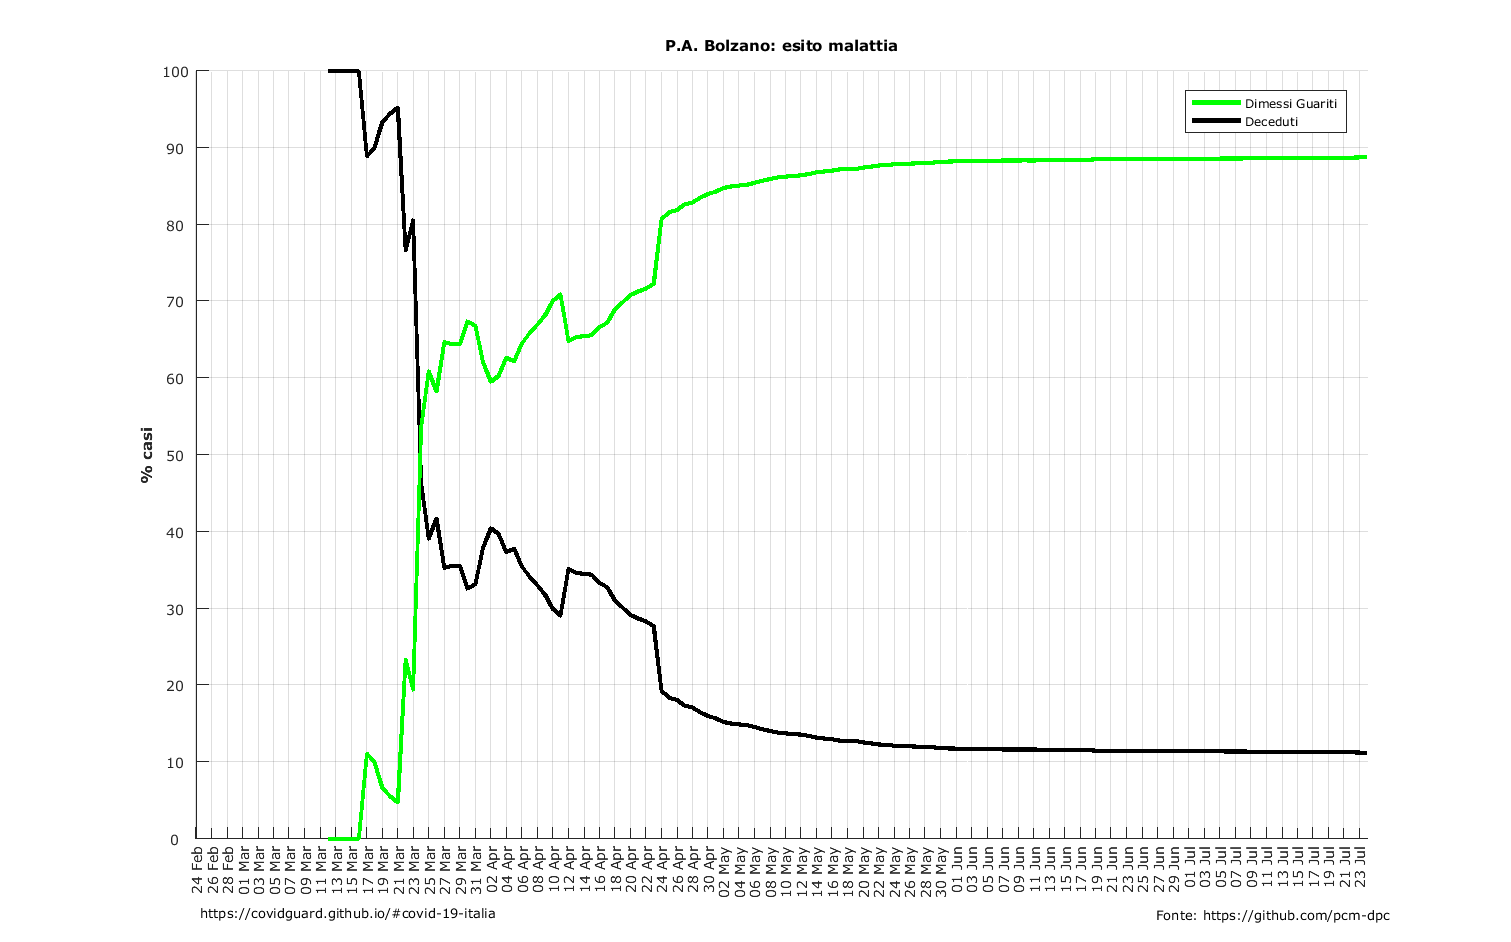 P.A. Bolzano: esito malattia
% casi
100
90
80
70
60
50
40
30
20
10
0
Dimessi Guariti
Deceduti
24 Feb
26 Feb
28 Feb
01 Mar
03 Mar
05 Mar
07 Mar
09 Mar
11 Mar
13 Mar
15 Mar
17 Mar
19 Mar
21 Mar
23 Mar
25 Mar
27 Mar
29 Mar
31 Mar
02 Apr
04 Apr
06 Apr
08 Apr
10 Apr
12 Apr
14 Apr
16 Apr
18 Apr
20 Apr
22 Apr
24 Apr
26 Apr
28 Apr
30 Apr
02 May
04 May
06 May
08 May
10 May
12 May
14 May
16 May
18 May
20 May
22 May
24 May
26 May
28 May
30 May
01 Jun
03 Jun
05 Jun
07 Jun
09 Jun
11 Jun
13 Jun
15 Jun
17 Jun
19 Jun
21 Jun
23 Jun
25 Jun
27 Jun
29 Jun
01 Jul
03 Jul
05 Jul
07 Jul
09 Jul
11 Jul
13 Jul
15 Jul
17 Jul
19 Jul
21 Jul
23 Jul
https://covidguard.github.io/#covid-19-italia
Fonte: https://github.com/pcm-dpc